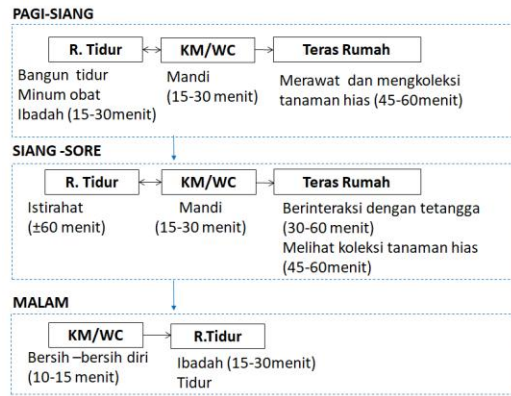 PAGI-SIANG
R. Tidur
KM/WC
Teras Rumah
Bangun tidur
Minum obat
Ibadah (15-30menit)
Mandi
(15-30 menit)
Merawat dan mengkoleksi
tanaman hias (45-60menit)
SIANG -SORE
R. Tidur
KM/WC
Teras Rumah
Istirahat
(±60 menit)
Mandi
(15-30 menit)
Berinteraksi dengan tetangga
(30-60 menit)
Melihat koleksi tanaman hias
(45-60menit)
MALAM
KM/WC
R.Tidur
Bersih –bersih diri
(10-15 menit)
Ibadah (15-30menit)
Tidur